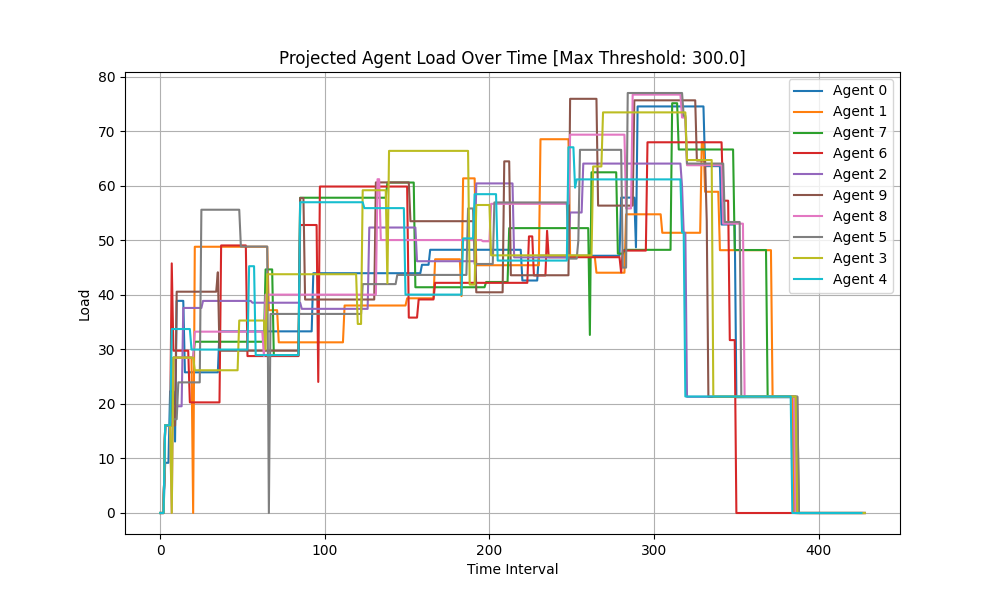 Projected Agent Load Over Time [Max Threshold: 300.0]
80
70
60
50
40
30
20
10
0
Load
0
100
200
300
400
Time Interval
Agent 0
Agent 1
Agent 7
Agent 6
Agent 2
Agent 9
Agent 8
Agent 5
Agent 3
Agent 4